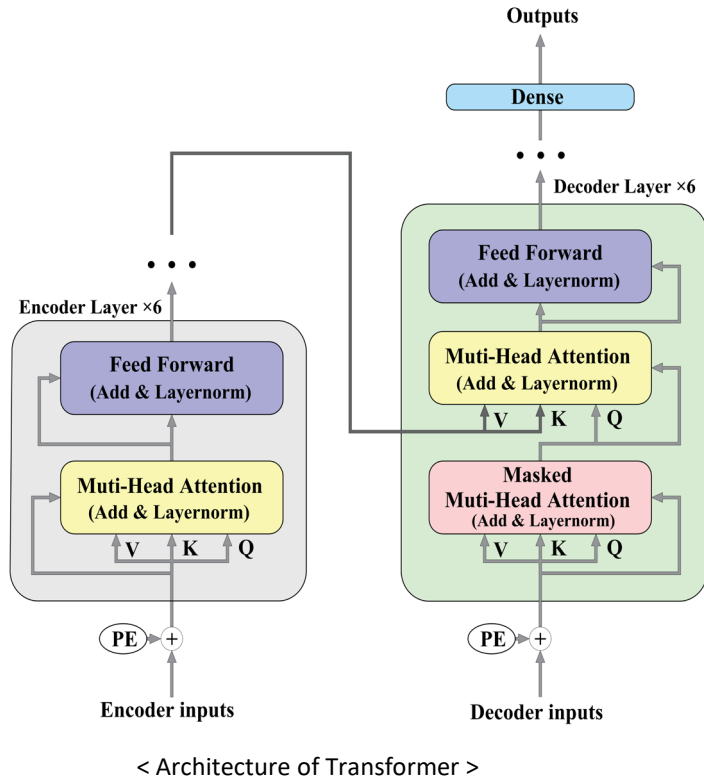 Outputs
Dense
• • •
Decoder Layer ×6
Feed Forward
(Add & Layernorm)
Muti-Head Attention
(Add & Layernorm)
V K Q
Masked
Muti-Head Attention
(Add & Layernorm)
V K Q
PE +
Decoder inputs
• • •
Encoder Layer ×6
Feed Forward
(Add & Layernorm)
Muti-Head Attention
(Add & Layernorm)
V K Q
PE +
Encoder inputs
< Architecture of Transformer >